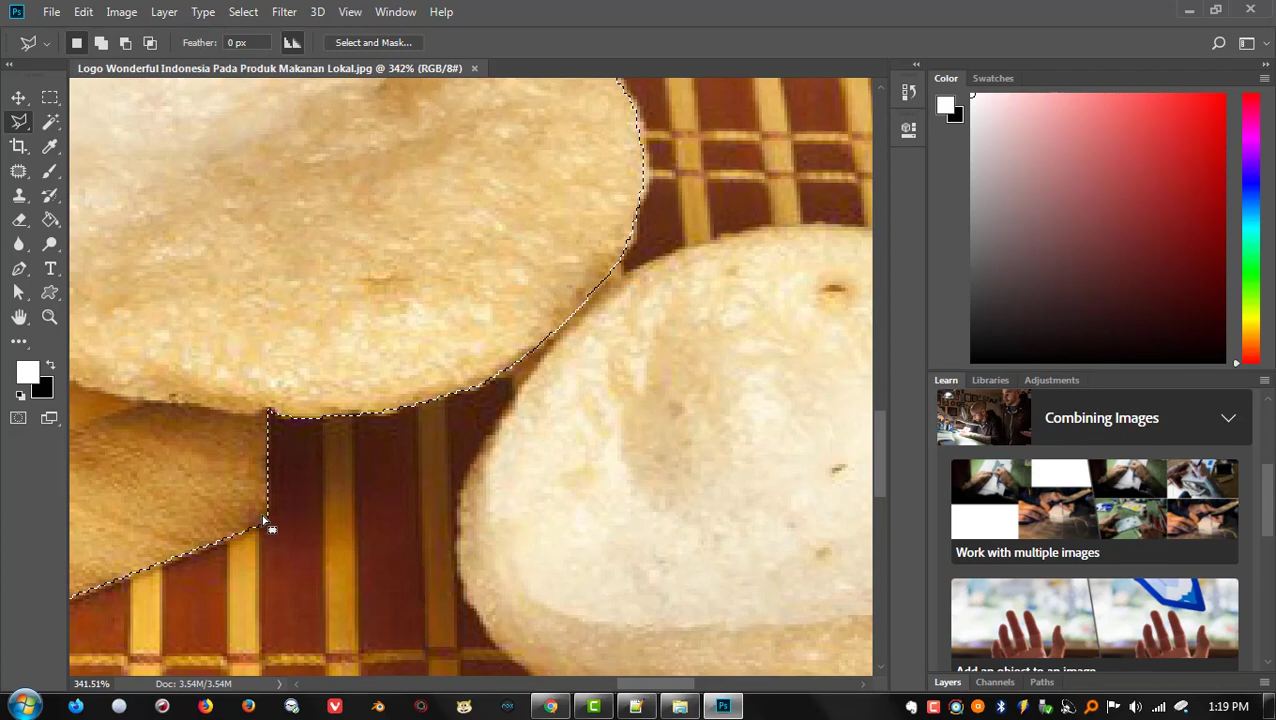 Ps File Edit Image Layer Type Select Filter 3D View Window Help
Feather: 0 px Select and Mask...
Logo Wonderful Indonesia Pada Produk Makanan Lokal.jpg @ 342% (RGB/8#) ×
Color Swatches
Learn Libraries Adjustments
Combining Images
Work with multiple images
Add an object to an image
341.51% Doc: 3.54M/3.54M
Layers Channels Paths
Ps 1:19 PM